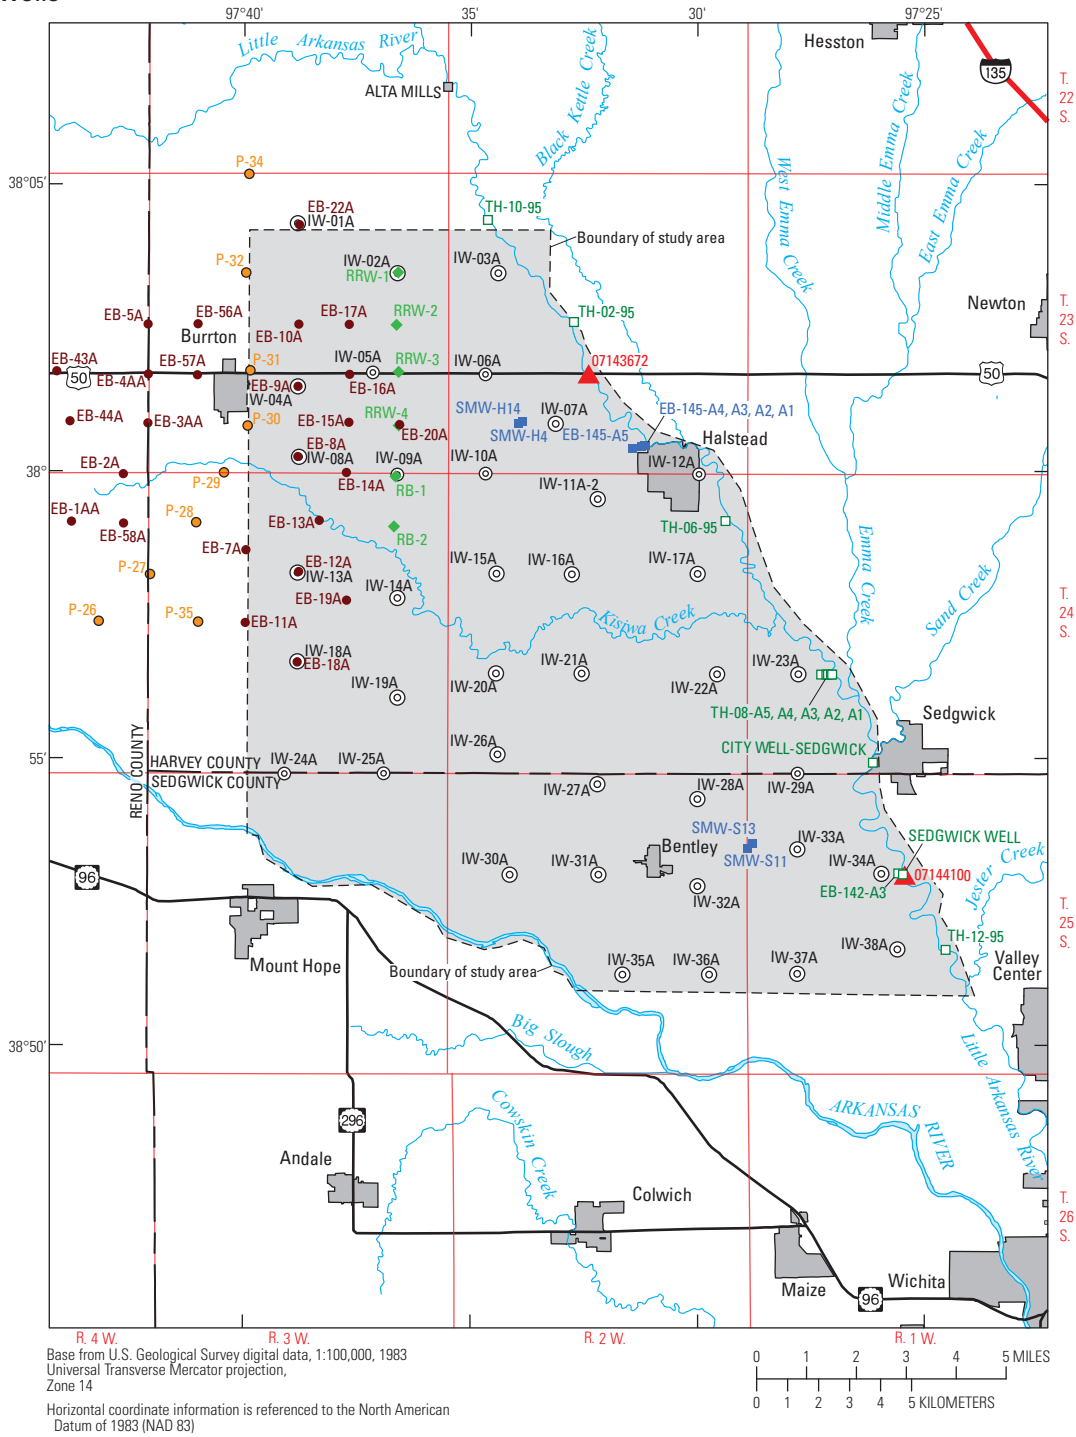 97°40′
35′
30′
97°25′
Hesston
135
T.
22
S.
Little Arkansas River
ALTA MILLS
Black Kettle Creek
West Emma Creek
Middle Emma Creek
East Emma Creek
P-34
38°05′
EB-22A
IW-01A
TH-10-95
Boundary of study area
P-32
IW-02A
RRW-1
IW-03A
Newton
T.
23
S.
EB-5A
EB-56A
EB-17A
RRW-2
TH-02-95
Burrton
EB-10A
EB-43A
EB-57A
P-31
IW-05A
RRW-3
IW-06A
07143672
50
EB-4AA
EB-9A
EB-16A
50
W-04A
RRW-4
SMW-H14
IW-07A
EB-145-A4, A3, A2, A1
EB-44A
EB-3AA
P-30
EB-15A
EB-20A
SMW-H4
EB-145-A5
Halstead
EB-8A
IW-08A
IW-09A
IW-10A
IW-12A
38°
EB-2A
P-29
EB-14A
RB-1
IW-11A-2
EB-1AA
EB-58A
P-28
EB-13A
RB-2
TH-06-95
EB-7A
Emma Creek
P-27
EB-12A
IW-13A
IW-14A
IW-15A
IW-16A
IW-17A
Sand Creek
T.
24
S.
EB-19A
P-26
P-35
EB-11A
Kisiwa Creek
IW-18A
EB-18A
IW-19A
IW-20A
IW-21A
IW-22A
IW-23A
TH-08-A5, A4, A3, A2, A1
Sedgwick
IW-26A
CITY WELL-SEDGWICK
55′
HARVEY COUNTY
SEDGWICK COUNTY
RENO COUNTY
IW-24A
IW-25A
IW-27A
IW-28A
IW-29A
SMW-S13
SMW-S11
IW-33A
SEDGWICK WELL
Bentley
96
IW-30A
IW-31A
IW-32A
IW-34A
07144100
EB-142-A3
Jester Creek
T.
25
S.
TH-12-95
Mount Hope
Boundary of study area
IW-35A
IW-36A
IW-37A
IW-38A
Valley
Center
38°50′
Big Slough
Little Arkansas River
Cowskin Creek
ARKANSAS RIVER
296
Andale
Colwich
T.
26
S.
Maize
96
Wichita
R. 4 W.
R. 3 W.
R. 2 W.
R. 1 W.
Base from U.S. Geological Survey digital data, 1:100,000, 1983
Universal Transverse Mercator projection,
Zone 14
Horizontal coordinate information is referenced to the North American
Datum of 1983 (NAD 83)
0 1 2 3 4 5 MILES
0 1 2 3 4 5 KILOMETERS